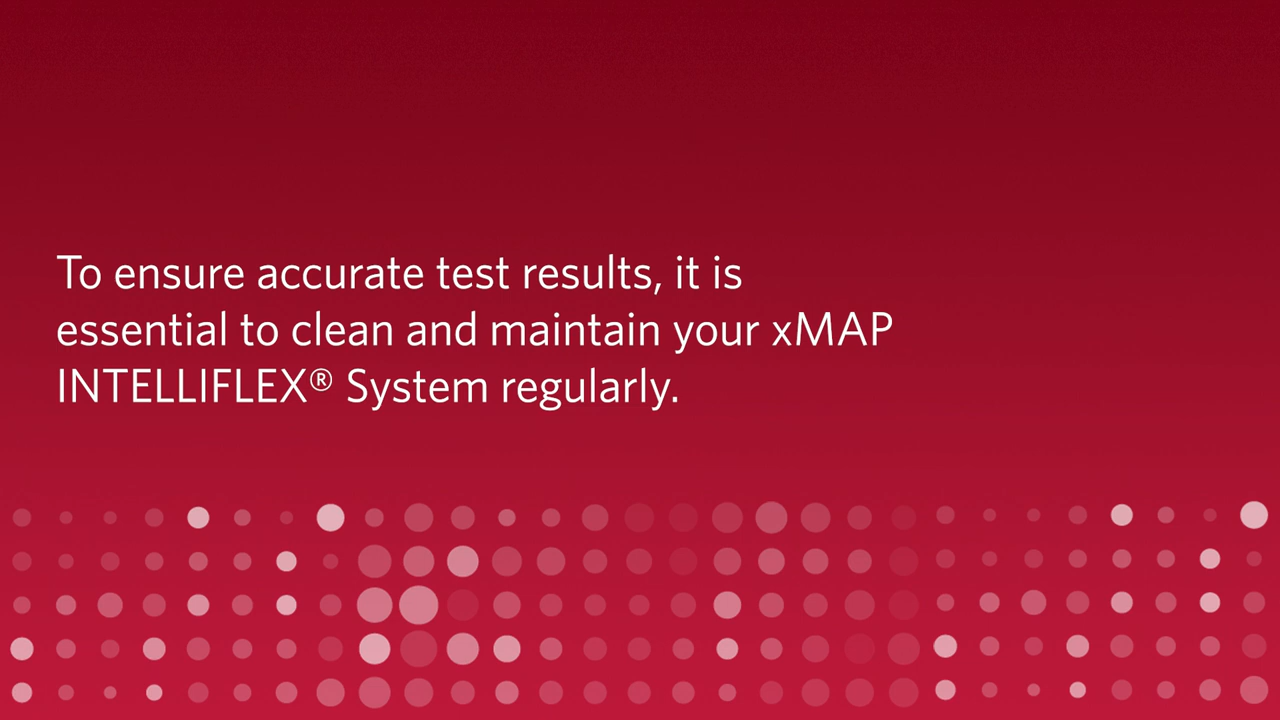 To ensure accurate test results, it is
essential to clean and maintain your xMAP
INTELLIFLEX® System regularly.